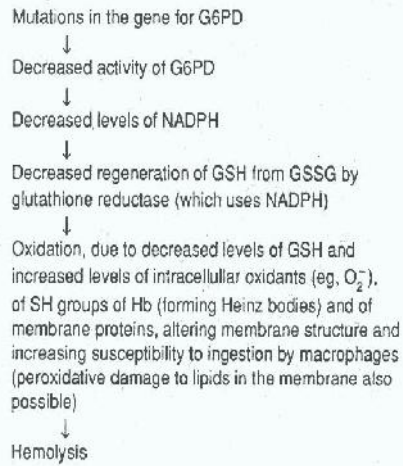 Mutations in the gene for G6PD
↓
Decreased activity of G6PD
↓
Decreased levels of NADPH
↓
Decreased regeneration of GSH from GSSG by
glutathione reductase (which uses NADPH)
↓
Oxidation, due to decreased levels of GSH and
increased levels of intracellullar oxidants (eg, O₂⁻),
of SH groups of Hb (forming Heinz bodies) and of
membrane proteins, altering membrane structure and
increasing susceptibility to ingestion by macrophages
(peroxidative damage to lipids in the membrane also
possible)
↓
Hemolysis